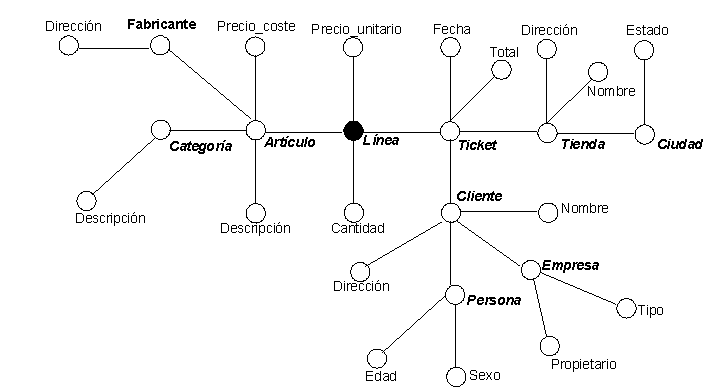 Dirección
Fabricante
Precio_coste
Precio_unitario
Fecha
Total
Dirección
Nombre
Estado
Categoría
Artículo
Línea
Ticket
Tienda
Ciudad
Descripción
Descripción
Cantidad
Cliente
Nombre
Dirección
Empresa
Persona
Tipo
Edad
Sexo
Propietario